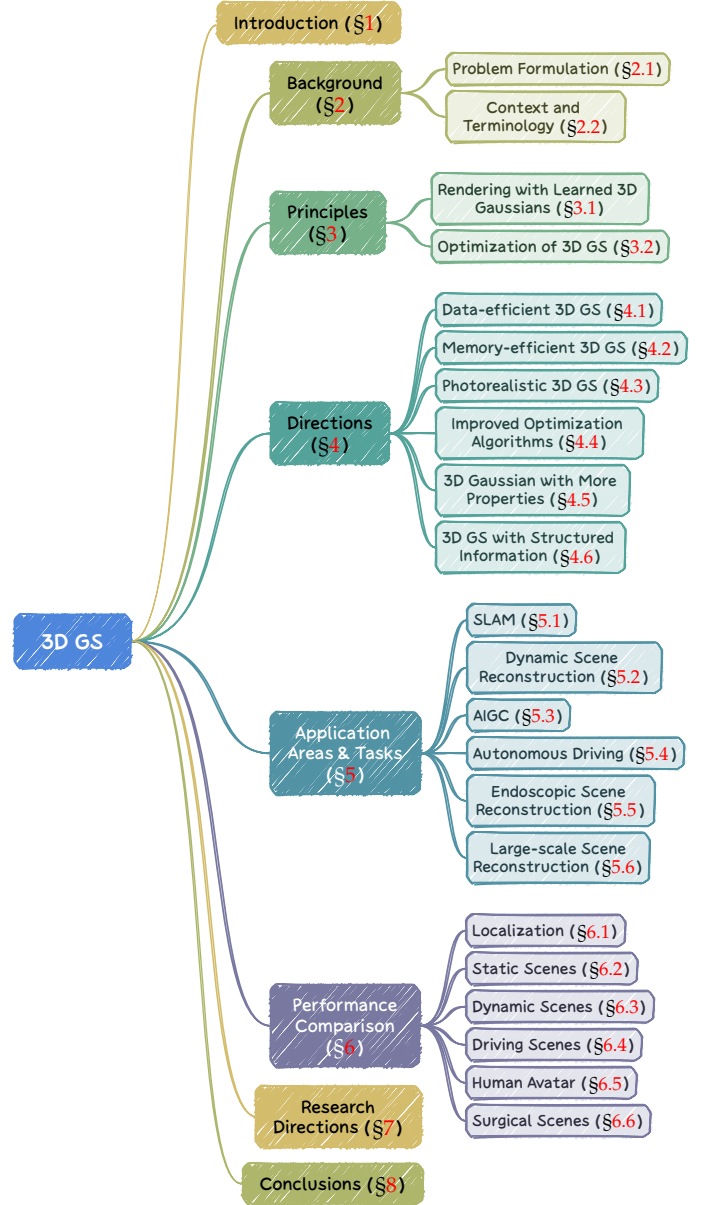 Introduction (§1)
Background
(§2)
Problem Formulation (§2.1)
Context and
Terminology (§2.2)
Principles
(§3)
Rendering with Learned 3D
Gaussians (§3.1)
Optimization of 3D GS (§3.2)
Directions
(§4)
Data-efficient 3D GS (§4.1)
Memory-efficient 3D GS (§4.2)
Photorealistic 3D GS (§4.3)
Improved Optimization
Algorithms (§4.4)
3D Gaussian with More
Properties (§4.5)
3D GS with Structured
Information (§4.6)
3D GS
Application
Areas & Tasks
(§5)
SLAM (§5.1)
Dynamic Scene
Reconstruction (§5.2)
AIGC (§5.3)
Autonomous Driving (§5.4)
Endoscopic Scene
Reconstruction (§5.5)
Large-scale Scene
Reconstruction (§5.6)
Performance
Comparison
(§6)
Localization (§6.1)
Static Scenes (§6.2)
Dynamic Scenes (§6.3)
Driving Scenes (§6.4)
Human Avatar (§6.5)
Surgical Scenes (§6.6)
Research
Directions (§7)
Conclusions (§8)